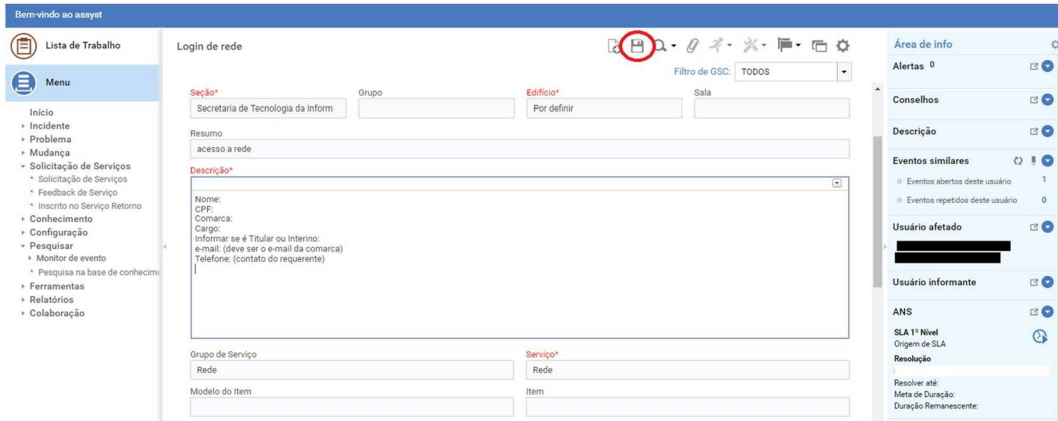 Bem-vindo ao assyst
Lista de Trabalho
Menu
Início
Incidente
Problema
Mudança
Solicitação de Serviços
Solicitação de Serviços
Feedback de Serviço
Inscrito no Serviço Retorno
Conhecimento
Configuração
Pesquisar
Monitor de evento
Pesquisa na base de conhecim
Ferramentas
Relatórios
Colaboração
Login de rede
Filtro de GSC: TODOS
Seção* Grupo Edifício* Sala
Secretaria de Tecnologia da Inform Por definir
Resumo
acesso a rede
Descrição*
Nome:
CPF:
Comarca:
Cargo:
Informar se é Titular ou Interino:
e-mail: (deve ser o e-mail da comarca)
Telefone: (contato do requerente)
Grupo de Serviço Serviço*
Rede Rede
Modelo do Item Item
Área de info
Alertas 0
Conselhos
Descrição
Eventos similares
Eventos abertos deste usuário 1
Eventos repetidos deste usuário 0
Usuário afetado
Usuário informante
ANS
SLA 1º Nível
Origem de SLA
Resolução
Resolver até:
Meta de Duração:
Duração Remanescente: